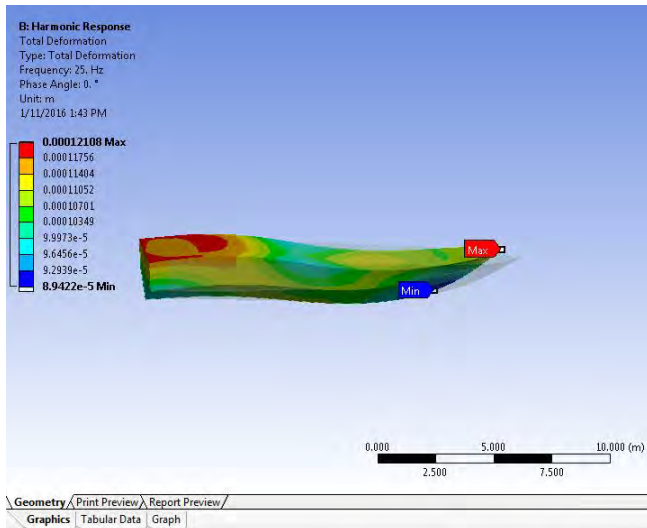 B: Harmonic Response
Total Deformation
Type: Total Deformation
Frequency: 25, Hz
Phase Angle: 0. °
Unit: m
1/11/2016 1:43 PM
0.00012108 Max
0.00011756
0.00011404
0.00011052
0.00010701
0.00010349
9.9973e-5
9.6456e-5
9.2939e-5
8.9422e-5 Min
Max
Min
0.000 5.000 10.000 (m)
2.500 7.500
Geometry Print Preview Report Preview
Graphics Tabular Data Graph